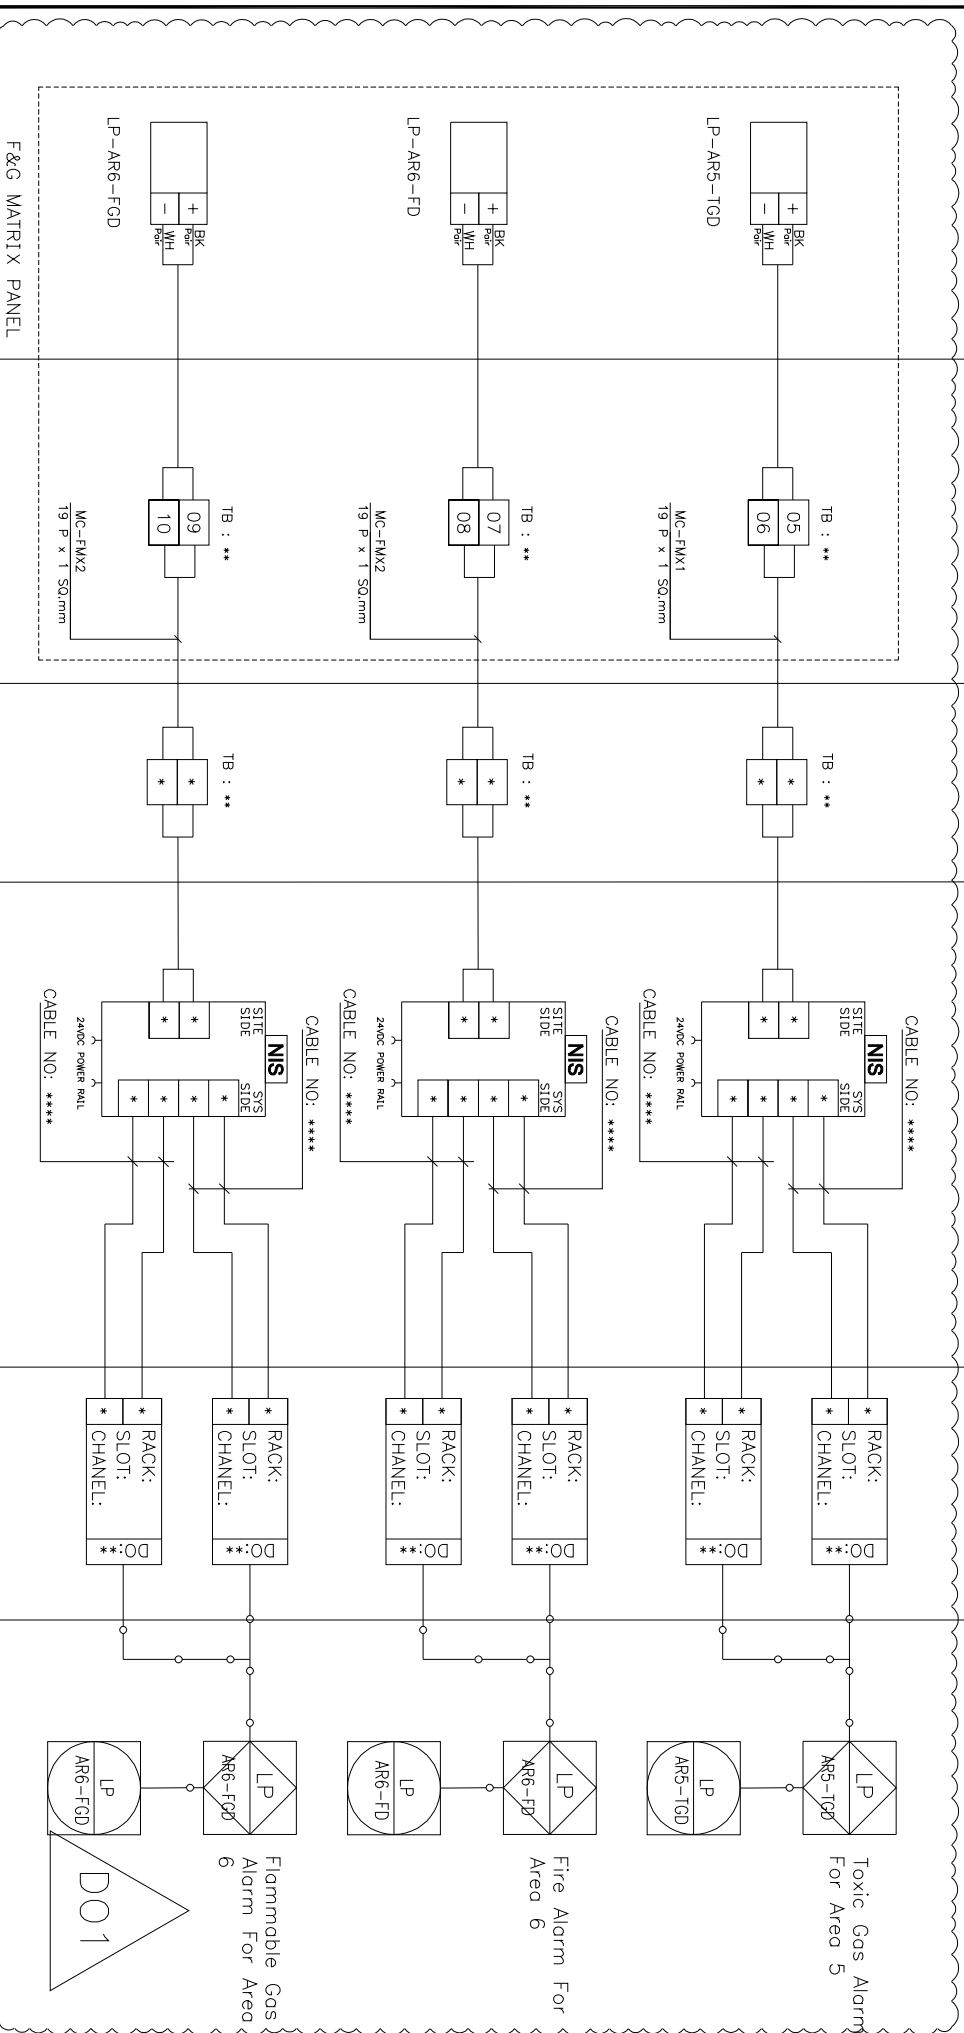 LP-AR5-TGD
+
-
BK
Pair
WH
Pair
TB : **
05
06
MC-FMX1
19 P x 1 SQ.mm
TB : **
*
*
CABLE NO: ****
NIS
SITE
SIDE
SYS
SIDE
*
*
*
*
*
*
24VDC POWER RAIL
CABLE NO: ****
*
*
RACK:
SLOT:
CHANEL:
DO:**
*
*
RACK:
SLOT:
CHANEL:
DO:**
LP
AR5-TGD
LP
AR5-TGD
Toxic Gas Alarm
For Area 5
LP-AR6-FD
+
-
BK
Pair
WH
Pair
TB : **
07
08
MC-FMX2
19 P x 1 SQ.mm
TB : **
*
*
CABLE NO: ****
NIS
SITE
SIDE
SYS
SIDE
*
*
*
*
*
*
24VDC POWER RAIL
CABLE NO: ****
*
*
RACK:
SLOT:
CHANEL:
DO:**
*
*
RACK:
SLOT:
CHANEL:
DO:**
LP
AR6-FD
LP
AR6-FD
Fire Alarm For
Area 6
LP-AR6-FGD
+
-
BK
Pair
WH
Pair
TB : **
09
10
MC-FMX2
19 P x 1 SQ.mm
TB : **
*
*
CABLE NO: ****
NIS
SITE
SIDE
SYS
SIDE
*
*
*
*
*
*
24VDC POWER RAIL
CABLE NO: ****
*
*
RACK:
SLOT:
CHANEL:
DO:**
*
*
RACK:
SLOT:
CHANEL:
DO:**
LP
AR6-FGD
LP
AR6-FGD
Flammable Gas
Alarm For Area
6
F&G MATRIX PANEL
DO1